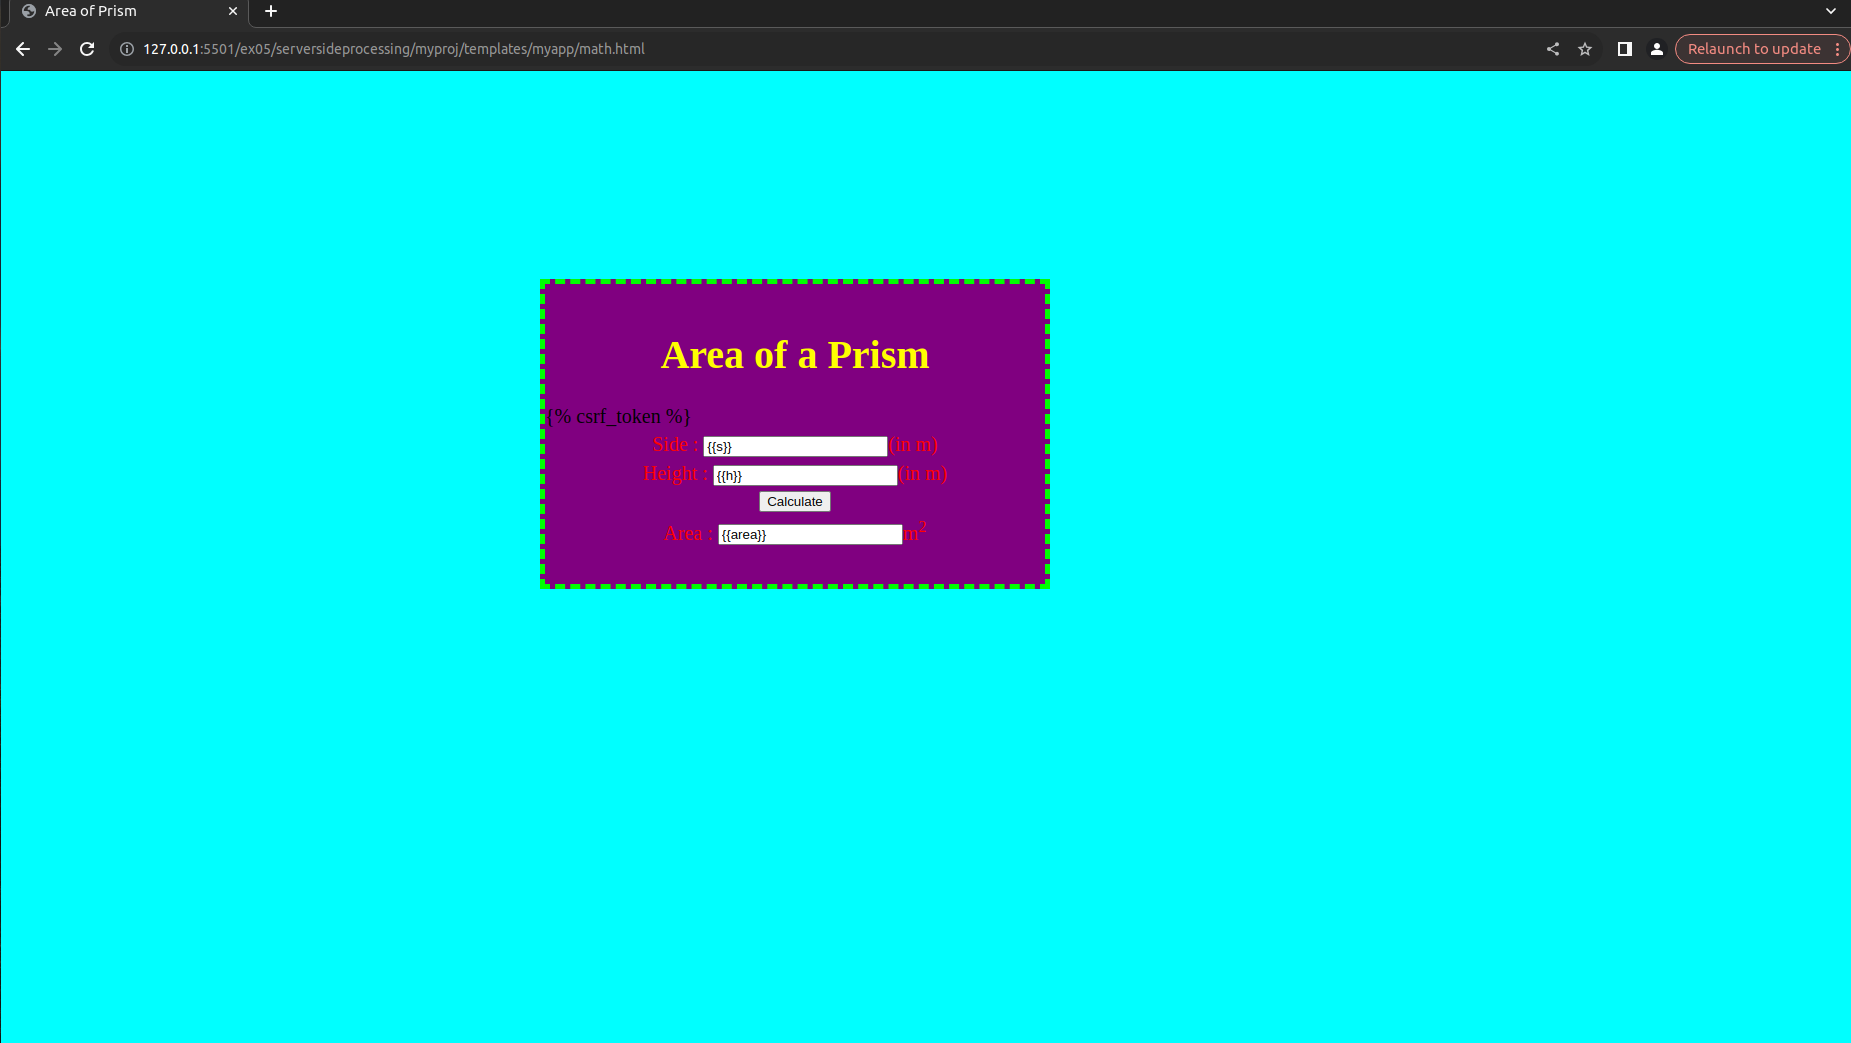 Area of Prism
127.0.0.1:5501/ex05/serversideprocessing/myproj/templates/myapp/math.html
Relaunch to update
Area of a Prism
{% csrf_token %}
Side : {{s}}(in m)
Height : {{h}}(in m)
Calculate
Area : {{area}}m²